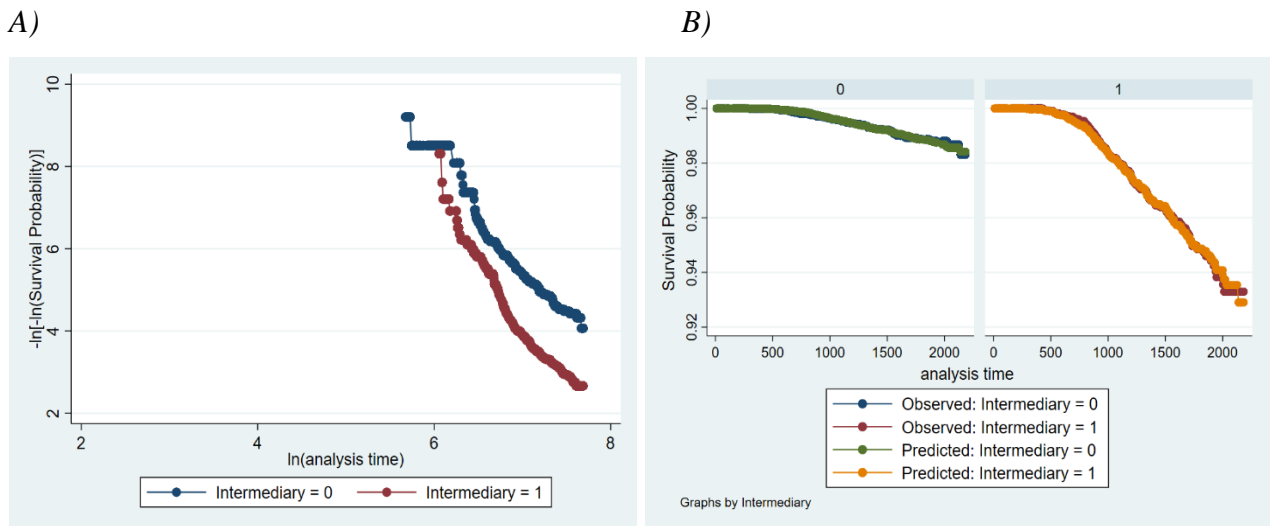 A)
B)
-ln[-ln(Survival Probability)]
10
8
6
4
2
2 4 6 8
ln(analysis time)
Intermediary = 0 Intermediary = 1
0 1
Survival Probability
1.00
0.98
0.96
0.94
0.92
0 500 1000 1500 2000 0 500 1000 1500 2000
analysis time
Observed: Intermediary = 0
Observed: Intermediary = 1
Predicted: Intermediary = 0
Predicted: Intermediary = 1
Graphs by Intermediary